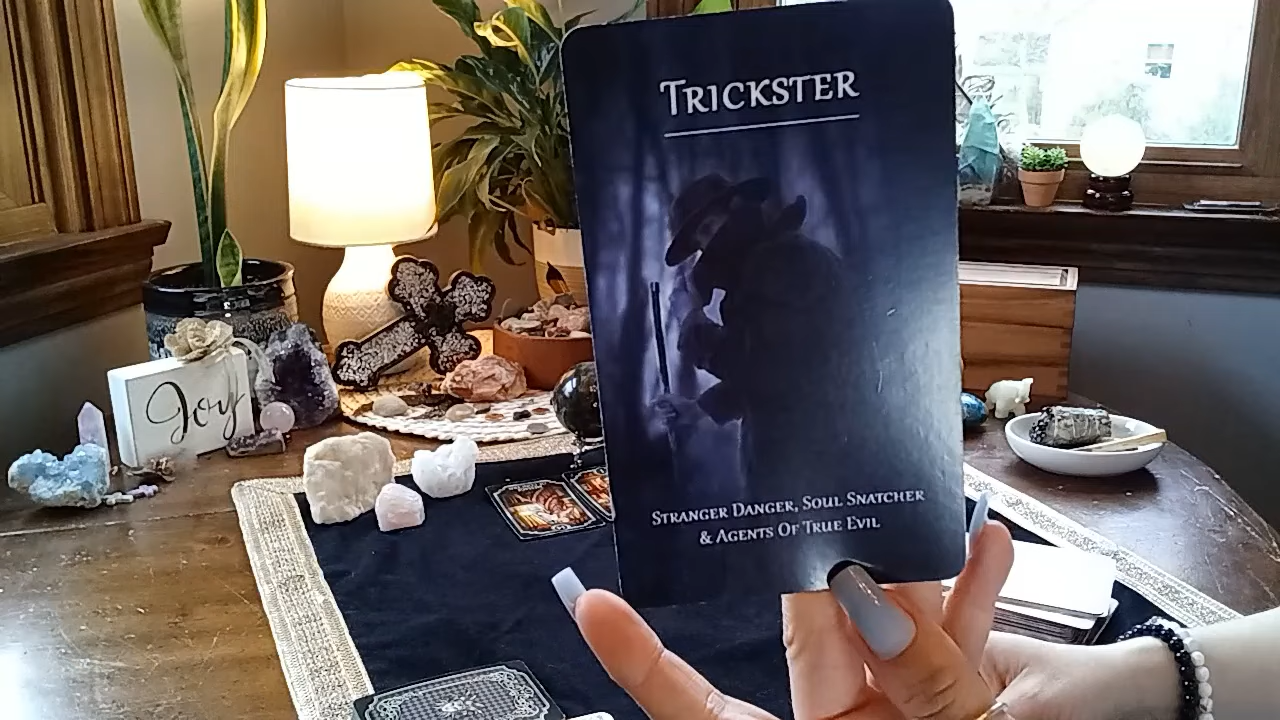 Trickster
Stranger Danger, Soul Snatcher
& Agents Of True Evil
Joy